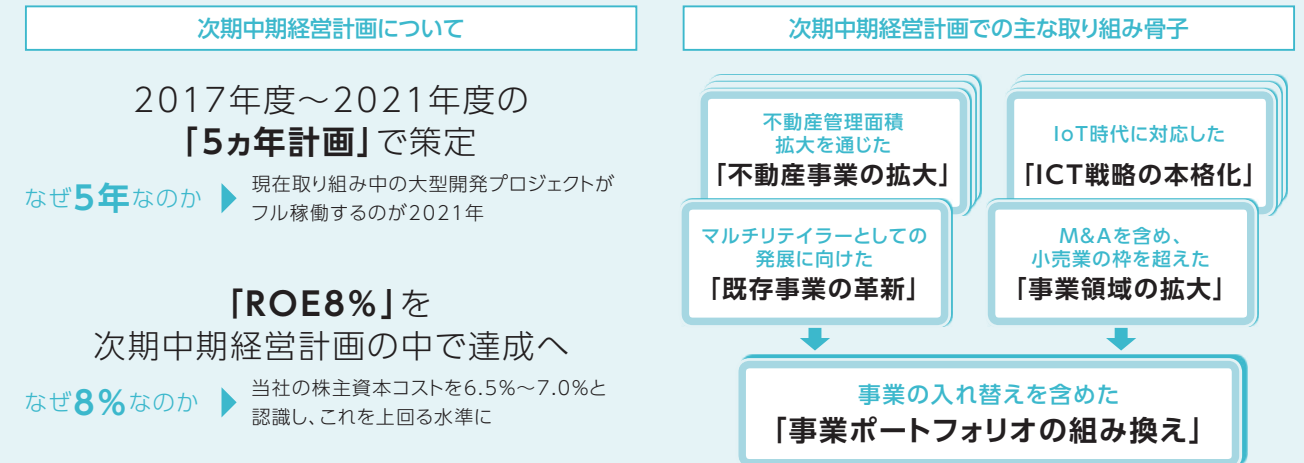 次期中期経営計画について
2017年度～2021年度の
「5ヵ年計画」で策定
なぜ5年なのか
現在取り組み中の大型開発プロジェクトが
フル稼働するのが2021年
「ROE8%」を
次期中期経営計画の中で達成へ
なぜ8%なのか
当社の株主資本コストを6.5%～7.0%と
認識し、これを上回る水準に
次期中期経営計画での主な取り組み骨子
不動産管理面積
拡大を通じた
「不動産事業の拡大」
IoT時代に対応した
「ICT戦略の本格化」
マルチリテイラーとしての
発展に向けた
「既存事業の革新」
M&Aを含め、
小売業の枠を超えた
「事業領域の拡大」
事業の入れ替えを含めた
「事業ポートフォリオの組み換え」